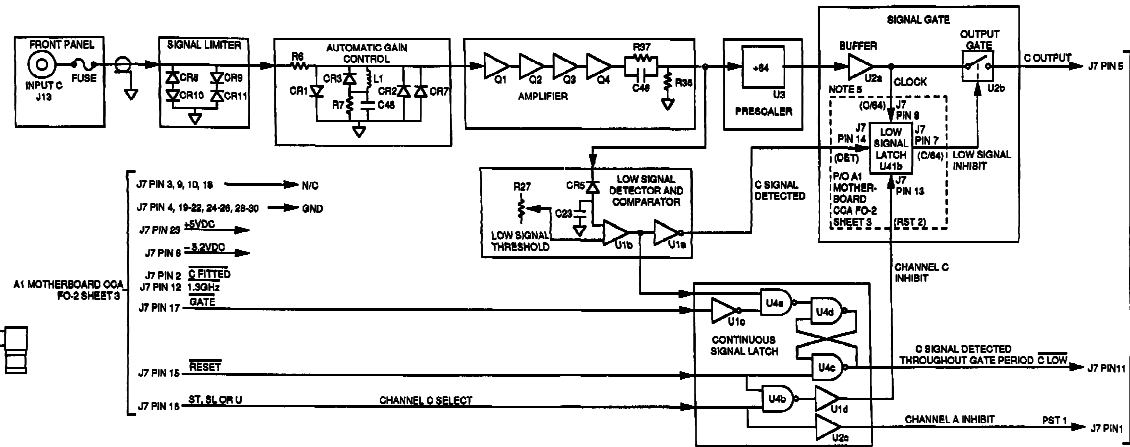 FRONT PANEL
FUSE
INPUT C
J13
SIGNAL LIMITER
CR8
CR9
CR10
CR11
AUTOMATIC GAIN
CONTROL
R6
CR3
L1
CR1
R7
C45
CR2
CR7
Q1
Q2
Q3
Q4
R37
C46
R35
AMPLIFIER
÷64
U3
PRESCALER
SIGNAL GATE
BUFFER
U2a
OUTPUT
GATE
U2b
C OUTPUT
J7 PIN 5
CLOCK
NOTE 5
(C/64)
J7
PIN 8
J7
PIN 14
(DET)
LOW
SIGNAL
LATCH
U41b
J7
PIN 7
(C/64)
LOW SIGNAL
INHIBIT
P/O A1
MOTHER-
BOARD
CCA FO-2
SHEET 3
J7
PIN 13
(RST 2)
R27
CR5
C23
LOW SIGNAL
DETECTOR AND
COMPARATOR
LOW SIGNAL
THRESHOLD
U1b
U1a
C SIGNAL
DETECTED
CHANNEL C
INHIBIT
A1 MOTHERBOARD CCA
FO-2 SHEET 3
J7 PIN 3, 9, 10, 18
N/C
J7 PIN 4, 19-22, 24-26, 28-30
GND
J7 PIN 23
+5VDC
J7 PIN 6
-5.2VDC
J7 PIN 2
C FITTED
J7 PIN 12
1.3GHz
J7 PIN 17
GATE
J7 PIN 15
RESET
J7 PIN 16
ST, SL OR U
CHANNEL C SELECT
U1c
U4a
U4d
CONTINUOUS
SIGNAL LATCH
U4c
U4b
U1d
U2c
C SIGNAL DETECTED
THROUGHOUT GATE PERIOD C LOW
J7 PIN11
CHANNEL A INHIBIT
PST 1
J7 PIN1